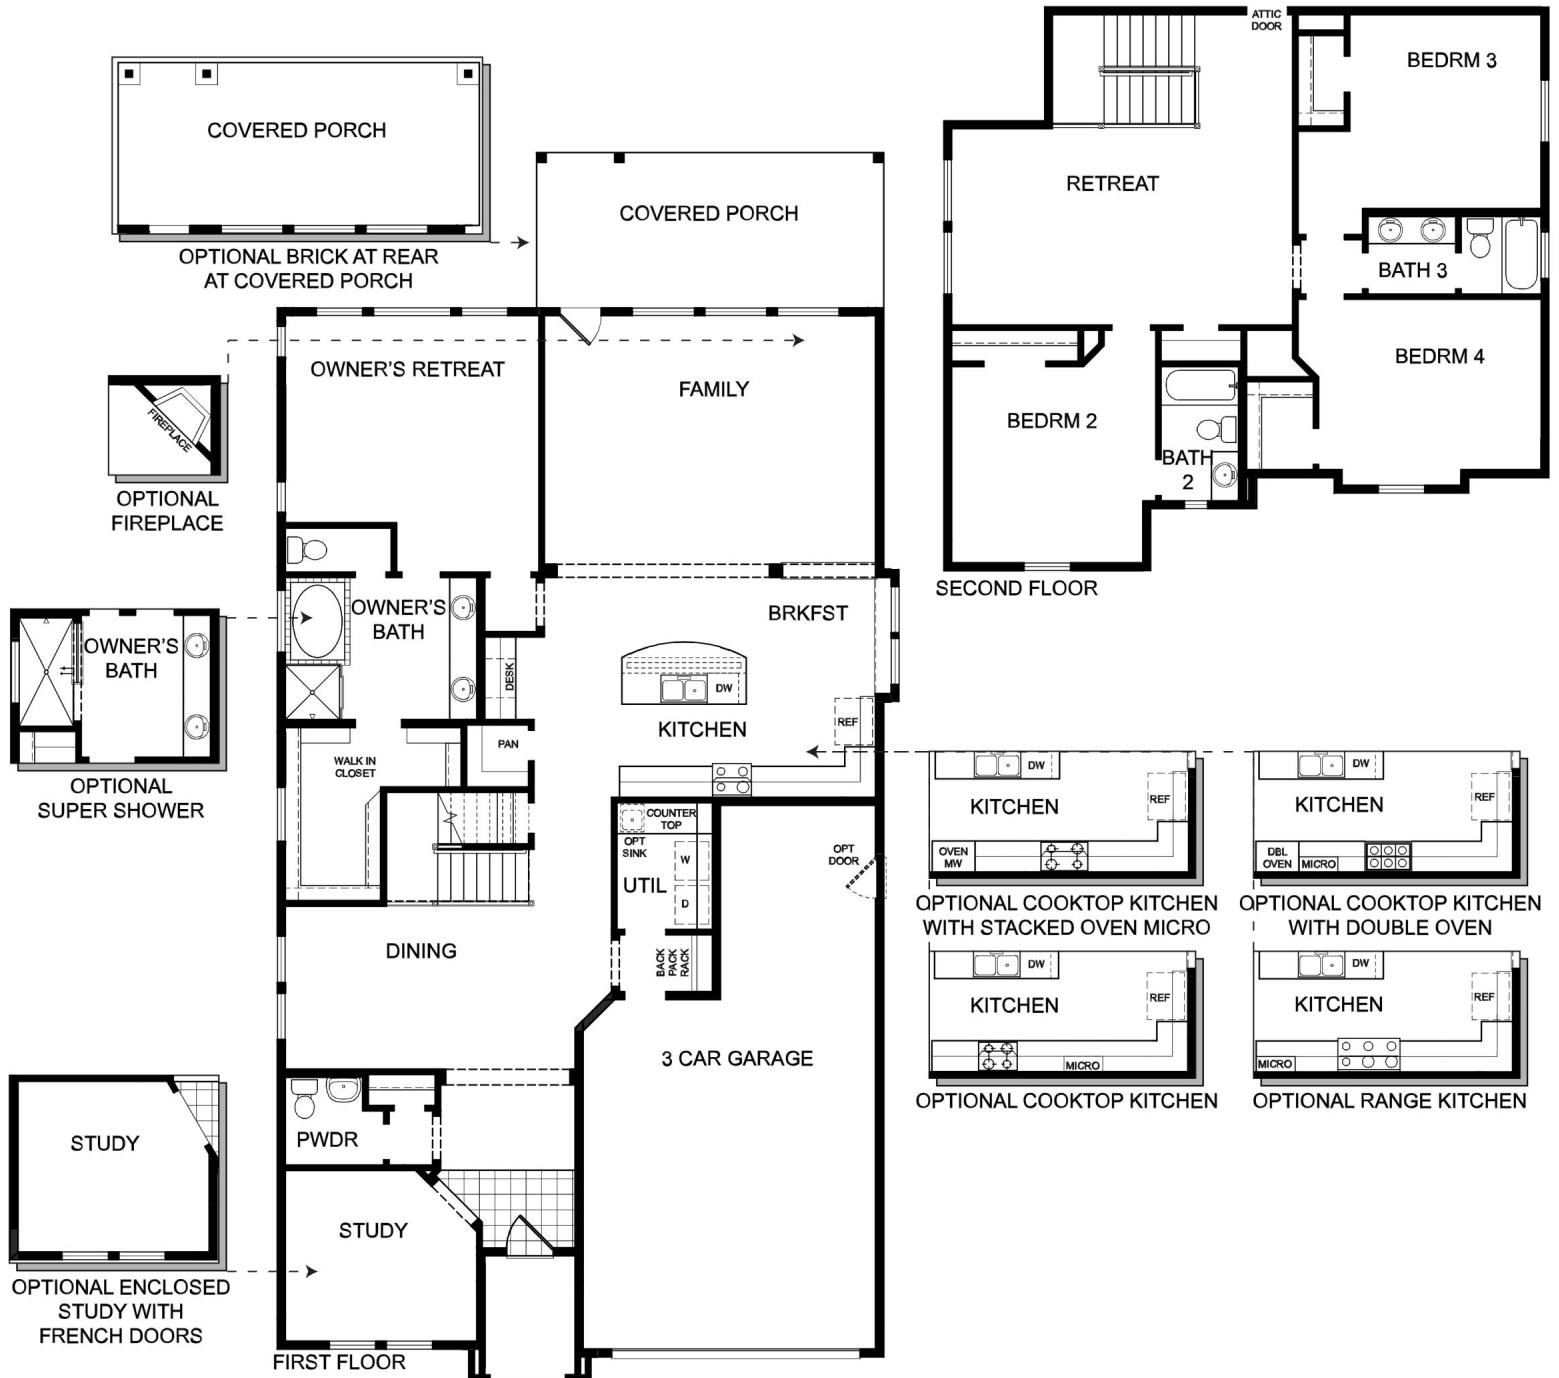 COVERED PORCH
OPTIONAL BRICK AT REAR
AT COVERED PORCH
COVERED PORCH
OWNER'S RETREAT
FAMILY
FIREPLACE
OPTIONAL
FIREPLACE
OWNER'S
BATH
BRKFST
DESK
DW
KITCHEN
REF
PAN
WALK IN
CLOSET
OWNER'S
BATH
OPTIONAL
SUPER SHOWER
COUNTER
TOP
OPT
SINK
W
UTIL
D
OPT
DOOR
BACK
PACK
RACK
DINING
3 CAR GARAGE
PWDR
STUDY
STUDY
OPTIONAL ENCLOSED
STUDY WITH
FRENCH DOORS
FIRST FLOOR
ATTIC
DOOR
BEDRM 3
RETREAT
BATH 3
BEDRM 4
BEDRM 2
BATH
2
SECOND FLOOR
DW
KITCHEN
REF
OVEN
MW
OPTIONAL COOKTOP KITCHEN
WITH STACKED OVEN MICRO
DW
KITCHEN
REF
DBL
OVEN
MICRO
OPTIONAL COOKTOP KITCHEN
WITH DOUBLE OVEN
DW
KITCHEN
REF
MICRO
OPTIONAL COOKTOP KITCHEN
DW
KITCHEN
REF
MICRO
OPTIONAL RANGE KITCHEN